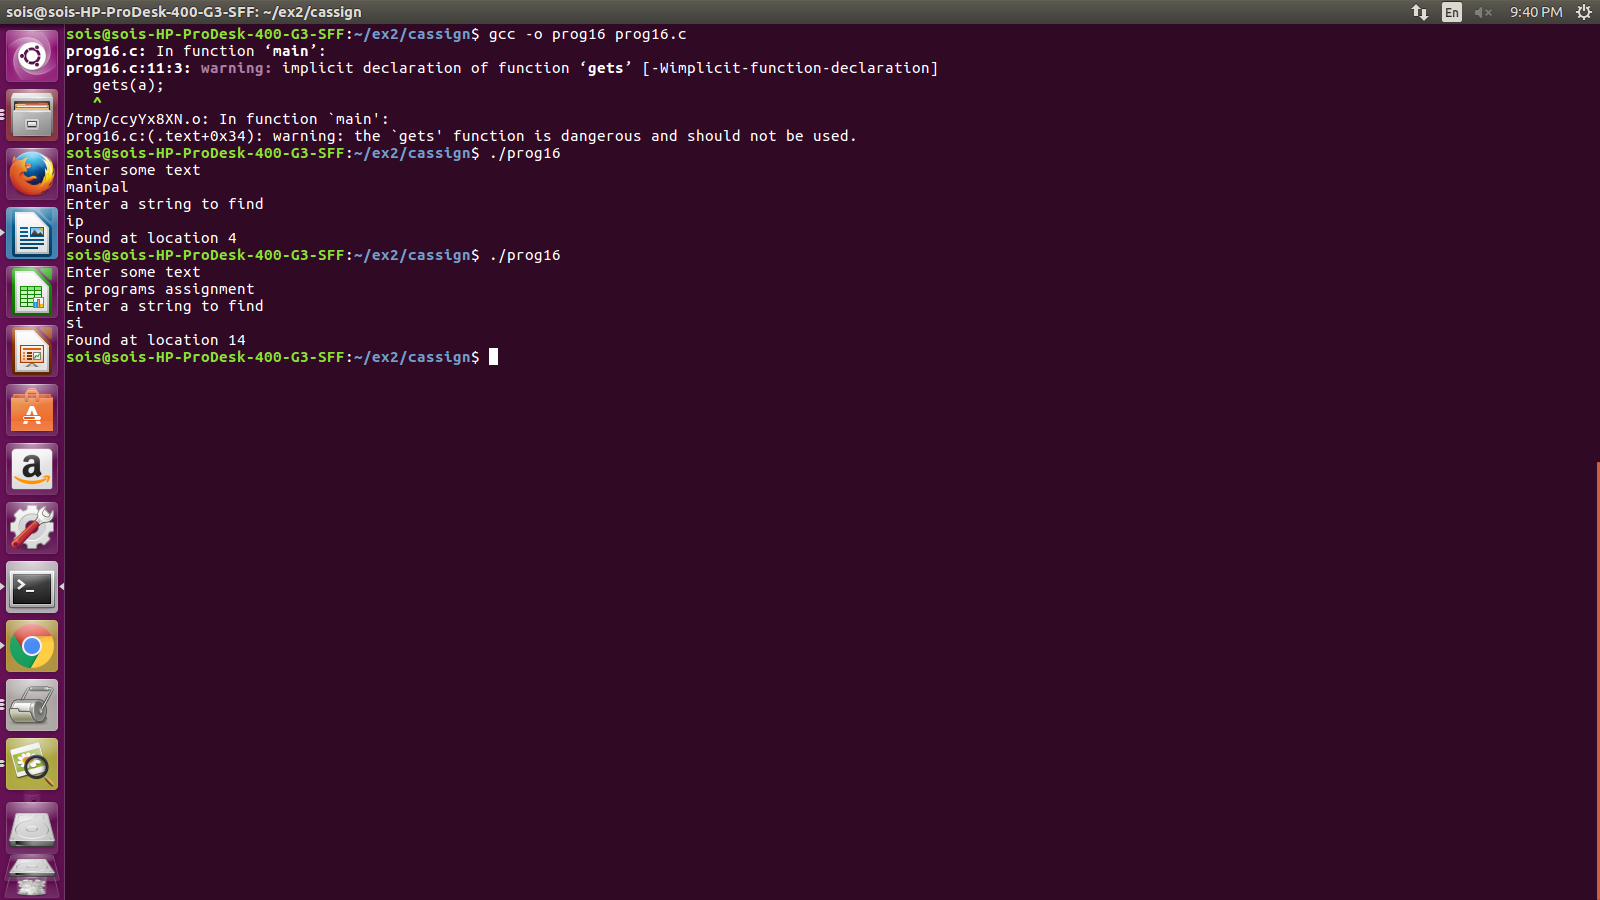 sois@sois-HP-ProDesk-400-G3-SFF: ~/ex2/cassign
En
9:40 PM
sois@sois-HP-ProDesk-400-G3-SFF:~/ex2/cassign$ gcc -o prog16 prog16.c
prog16.c: In function ‘main’:
prog16.c:11:3: warning: implicit declaration of function ‘gets’ [-Wimplicit-function-declaration]
gets(a);
^
/tmp/ccyYx8XN.o: In function `main':
prog16.c:(.text+0x34): warning: the `gets' function is dangerous and should not be used.
sois@sois-HP-ProDesk-400-G3-SFF:~/ex2/cassign$ ./prog16
Enter some text
manipal
Enter a string to find
ip
Found at location 4
sois@sois-HP-ProDesk-400-G3-SFF:~/ex2/cassign$ ./prog16
Enter some text
c programs assignment
Enter a string to find
si
Found at location 14
sois@sois-HP-ProDesk-400-G3-SFF:~/ex2/cassign$